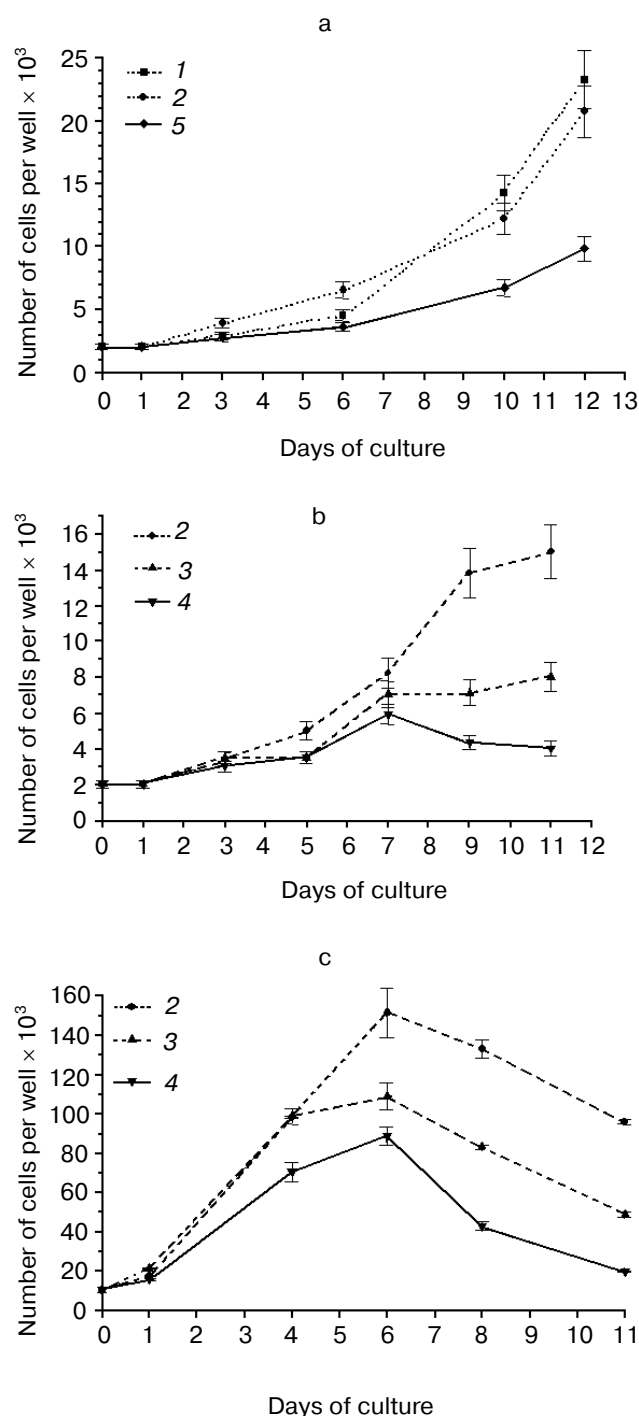 a
Number of cells per well × 10³
25
20
15
10
5
0
1
2
5
0 1 2 3 4 5 6 7 8 9 10 11 12 13
Days of culture
b
Number of cells per well × 10³
16
14
12
10
8
6
4
2
0
2
3
4
0 1 2 3 4 5 6 7 8 9 10 11 12
Days of culture
c
Number of cells per well × 10³
160
140
120
100
80
60
40
20
0
2
3
4
0 1 2 3 4 5 6 7 8 9 10 11
Days of culture